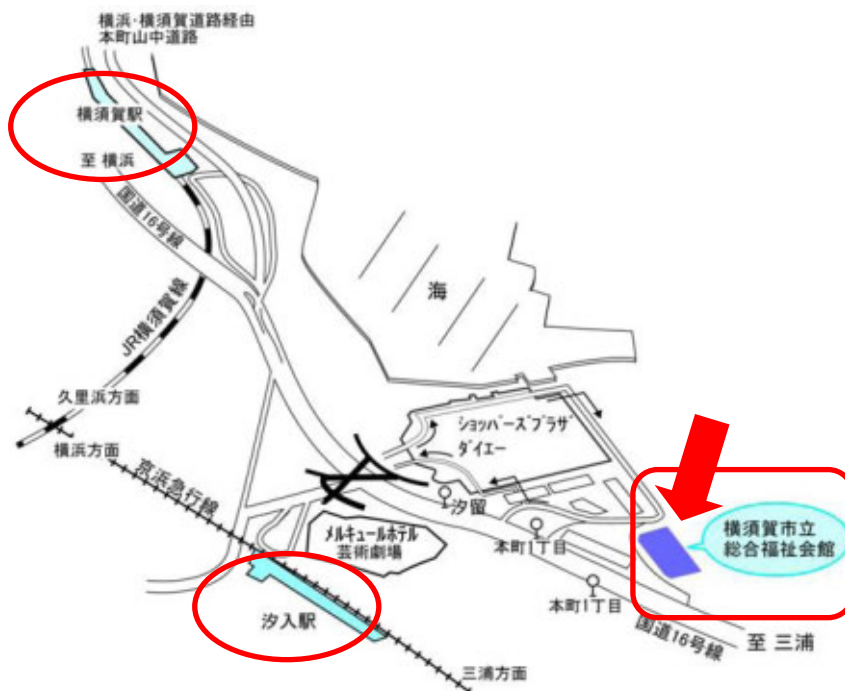 横浜・横須賀道路経由
本町山中道路
横須賀駅
至 横浜
国道16号線
JR横須賀線
海
久里浜方面
横浜方面
京浜急行線
ショッパーズプラザ
ダイエー
汐留
メルキュールホテル
芸術劇場
本町1丁目
横須賀市立
総合福祉会館
汐入駅
本町1丁目
国道16号線
至 三浦
三浦方面